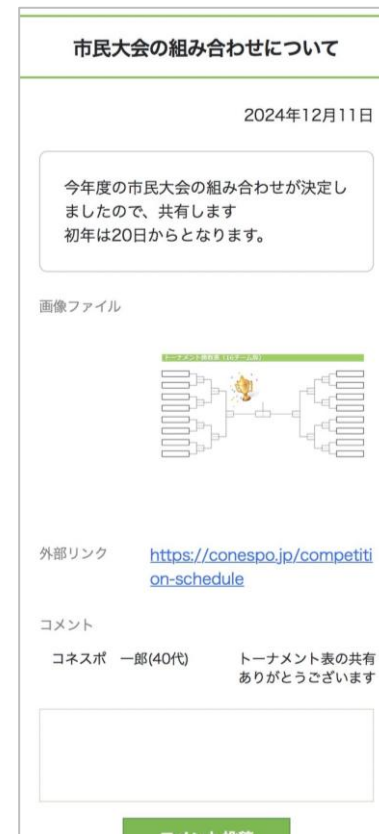 市民大会の組み合わせについて
2024年12月11日
今年度の市民大会の組み合わせが決定し
ましたので、共有します
初年は20日からとなります。
画像ファイル
外部リンク
https://conespo.jp/competiti
on-schedule
コメント
コネスポ 一郎(40代)
トーナメント表の共有
ありがとうございます